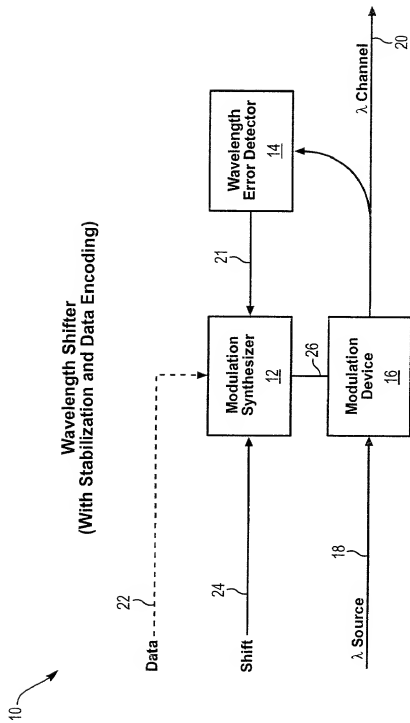 10
Wavelength Shifter
(With Stabilization and Data Encoding)
Data
22
Shift
24
λ Source
18
Modulation
Synthesizer
12
21
Wavelength
Error Detector
14
26
Modulation
Device
16
λ Channel
20